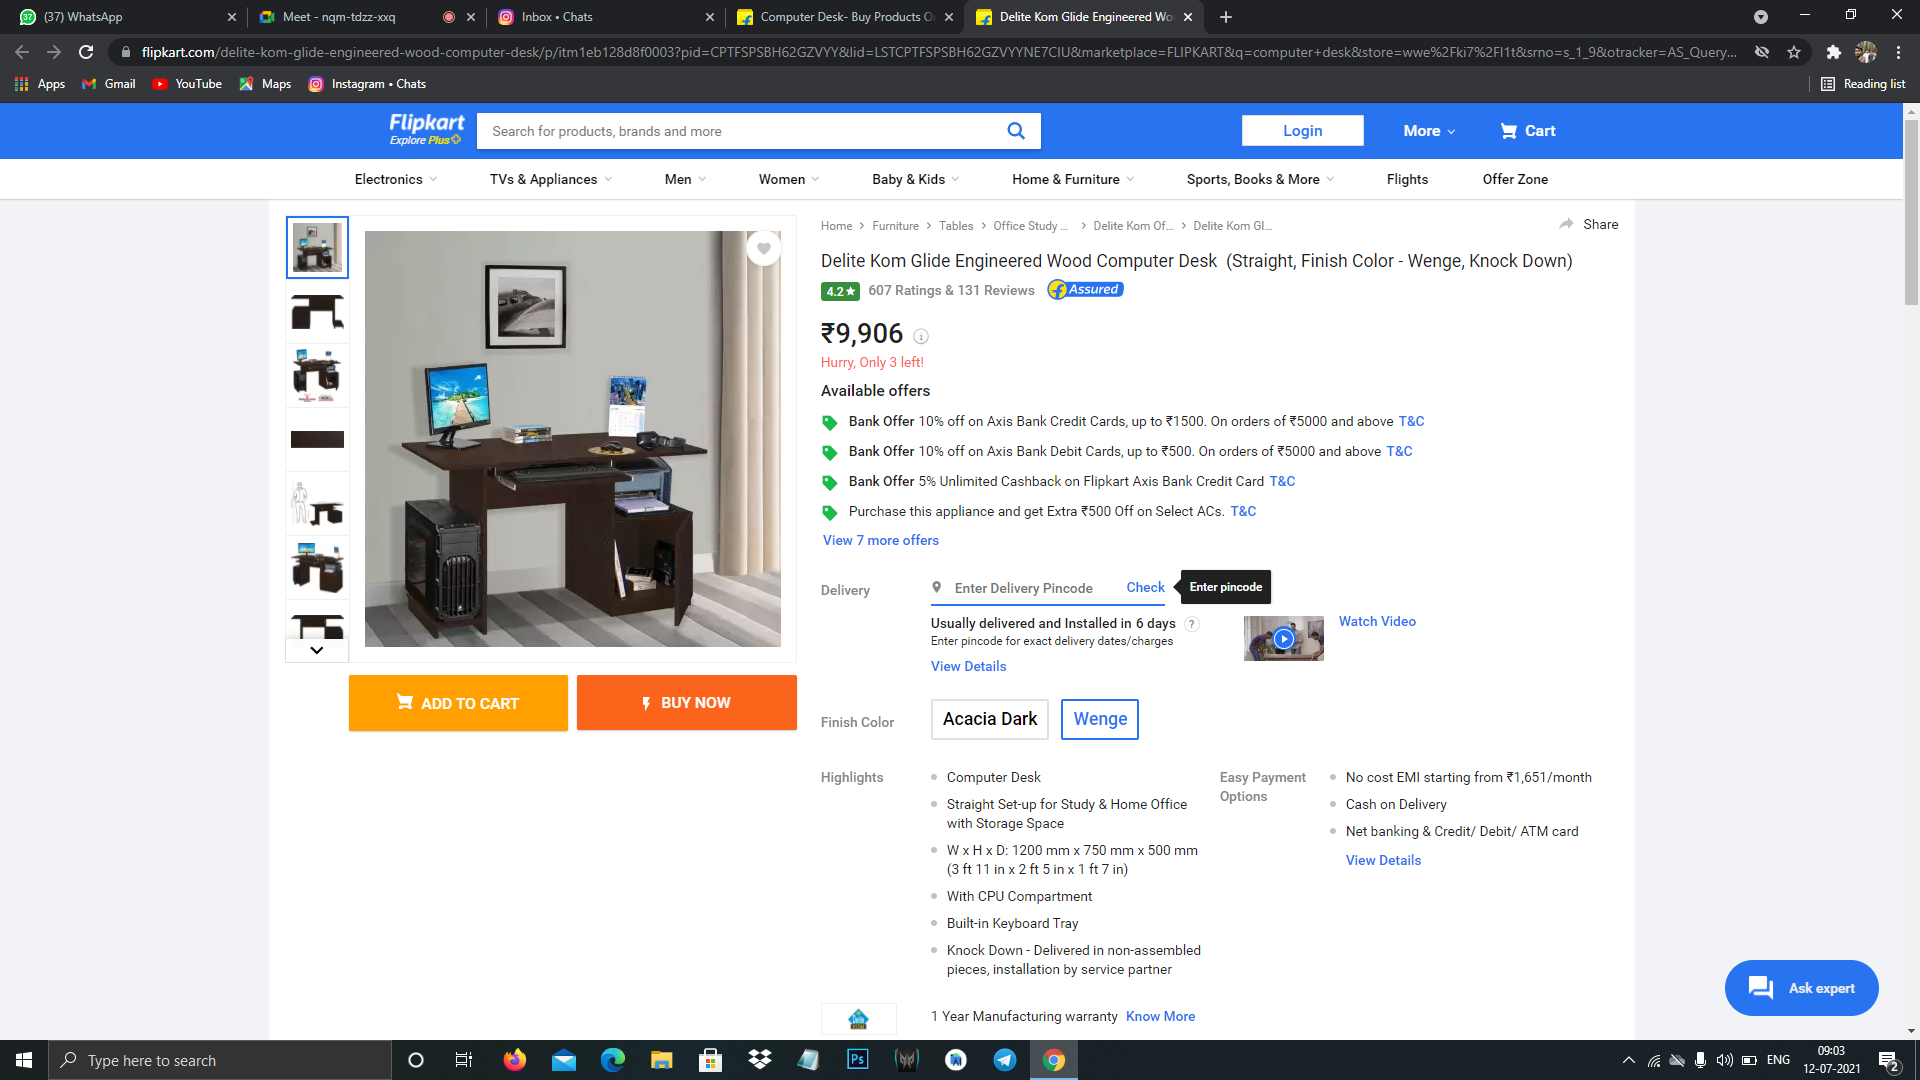 (37) WhatsApp
Meet - nqm-tdzz-xxq
Inbox • Chats
Computer Desk- Buy Products O
Delite Kom Glide Engineered Wo
flipkart.com/delite-kom-glide-engineered-wood-computer-desk/p/itm1eb128d8f0003?pid=CPTFSPSBH62GZVYY&lid=LSTCPTFSPSBH62GZVYYNE7CIU&marketplace=FLIPKART&q=computer+desk&store=wwe%2Fki7%2Fl1t&srno=s_1_9&otracker=AS_Query...
Apps
Gmail
YouTube
Maps
Instagram • Chats
Reading list
Flipkart
Explore Plus
Search for products, brands and more
Login
More
Cart
Electronics
TVs & Appliances
Men
Women
Baby & Kids
Home & Furniture
Sports, Books & More
Flights
Offer Zone
Home > Furniture > Tables > Office Study ... > Delite Kom Of... > Delite Kom Gl...
Share
Delite Kom Glide Engineered Wood Computer Desk (Straight, Finish Color - Wenge, Knock Down)
4.2★ 607 Ratings & 131 Reviews Assured
₹9,906
Hurry, Only 3 left!
Available offers
Bank Offer 10% off on Axis Bank Credit Cards, up to ₹1500. On orders of ₹5000 and above T&C
Bank Offer 10% off on Axis Bank Debit Cards, up to ₹500. On orders of ₹5000 and above T&C
Bank Offer 5% Unlimited Cashback on Flipkart Axis Bank Credit Card T&C
Purchase this appliance and get Extra ₹500 Off on Select ACs. T&C
View 7 more offers
Delivery
Enter Delivery Pincode
Check
Enter pincode
Usually delivered and Installed in 6 days ?
Enter pincode for exact delivery dates/charges
View Details
Watch Video
ADD TO CART
BUY NOW
Finish Color
Acacia Dark
Wenge
Highlights
Computer Desk
Straight Set-up for Study & Home Office
with Storage Space
W x H x D: 1200 mm x 750 mm x 500 mm
(3 ft 11 in x 2 ft 5 in x 1 ft 7 in)
With CPU Compartment
Built-in Keyboard Tray
Knock Down - Delivered in non-assembled
pieces, installation by service partner
Easy Payment
Options
No cost EMI starting from ₹1,651/month
Cash on Delivery
Net banking & Credit/ Debit/ ATM card
View Details
1 Year Manufacturing warranty Know More
Ask expert
Type here to search
Ps
ENG
09:03
12-07-2021
2